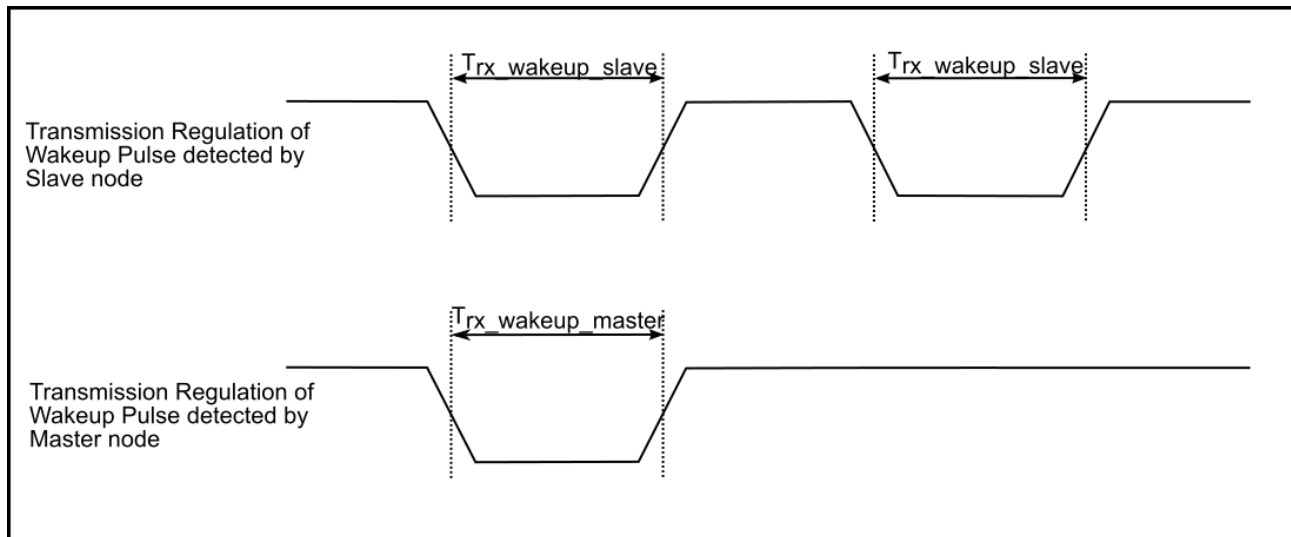 Trx_wakeup_slave
Trx_wakeup_slave
Transmission Regulation of
Wakeup Pulse detected by
Slave node
Trx_wakeup_master
Transmission Regulation of
Wakeup Pulse detected by
Master node